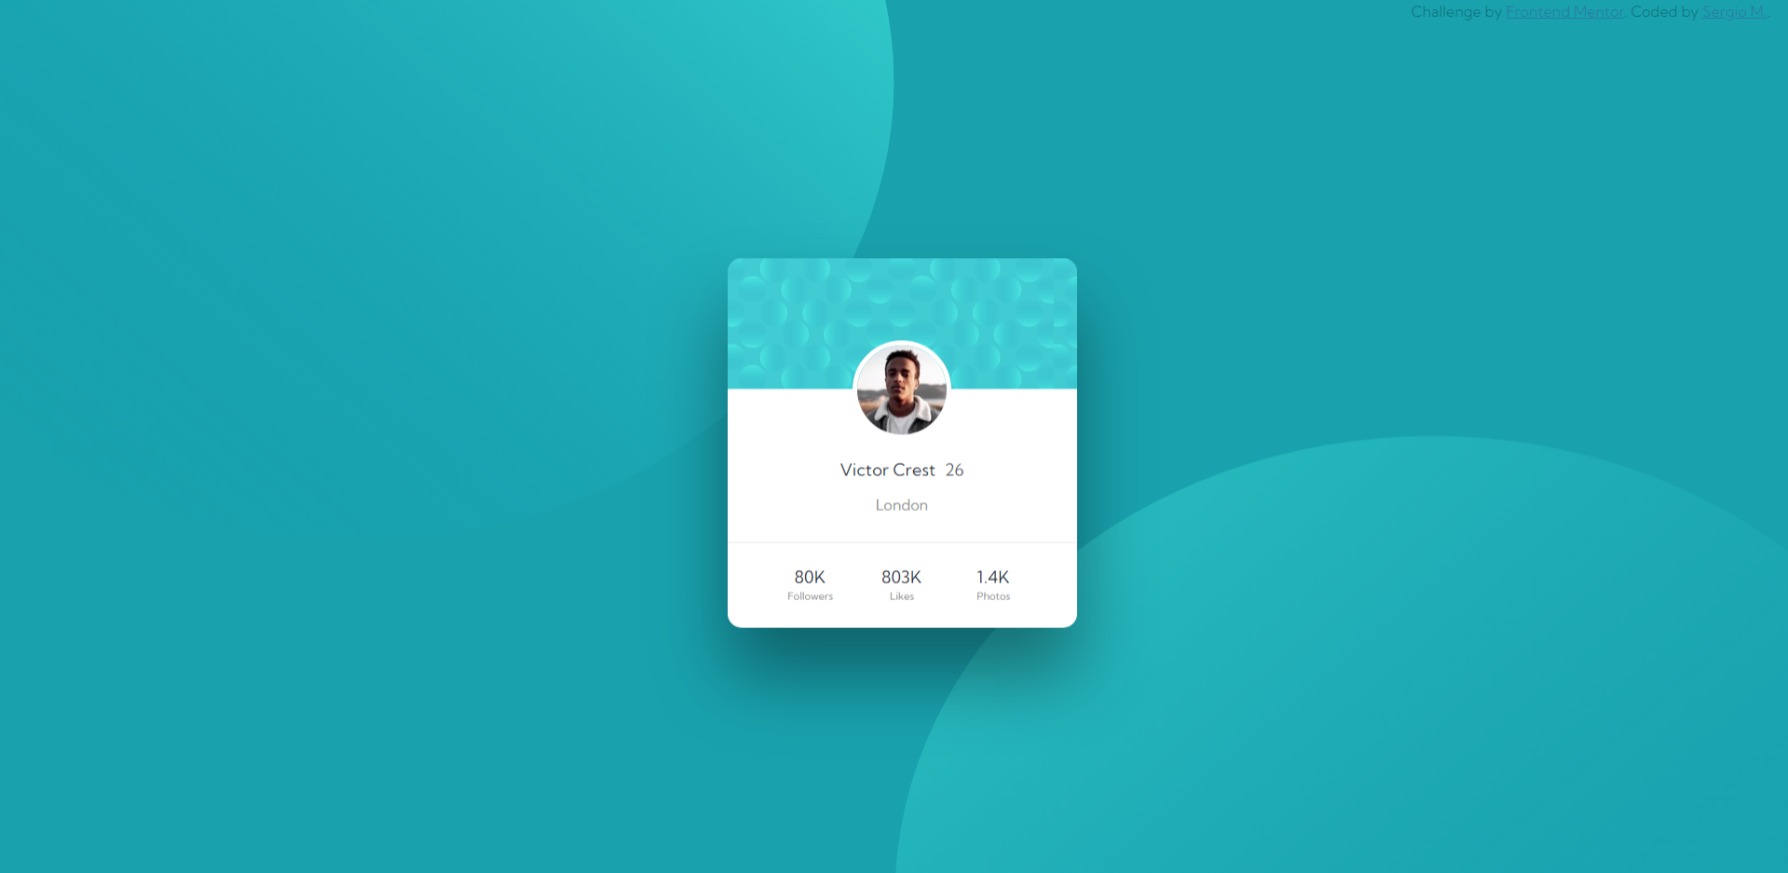 Challenge by Frontend Mentor. Coded by Sergio M..
Victor Crest 26
London
80K 803K 1.4K
Followers Likes Photos